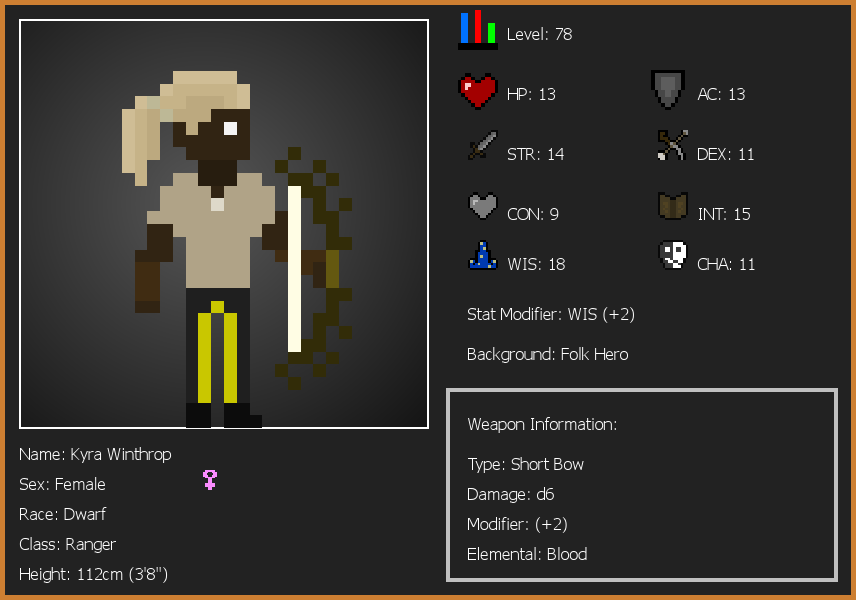 Level: 78
HP: 13
AC: 13
STR: 14
DEX: 11
CON: 9
INT: 15
WIS: 18
CHA: 11
Stat Modifier: WIS (+2)
Background: Folk Hero
Weapon Information:
Type: Short Bow
Damage: d6
Modifier: (+2)
Elemental: Blood
Name: Kyra Winthrop
Sex: Female
Race: Dwarf
Class: Ranger
Height: 112cm (3'8")